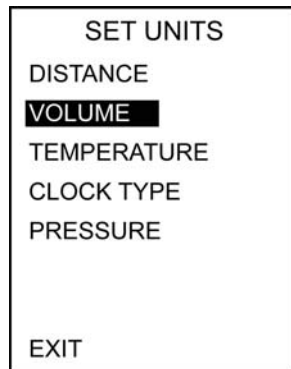 SET UNITS
DISTANCE
VOLUME
TEMPERATURE
CLOCK TYPE
PRESSURE
EXIT